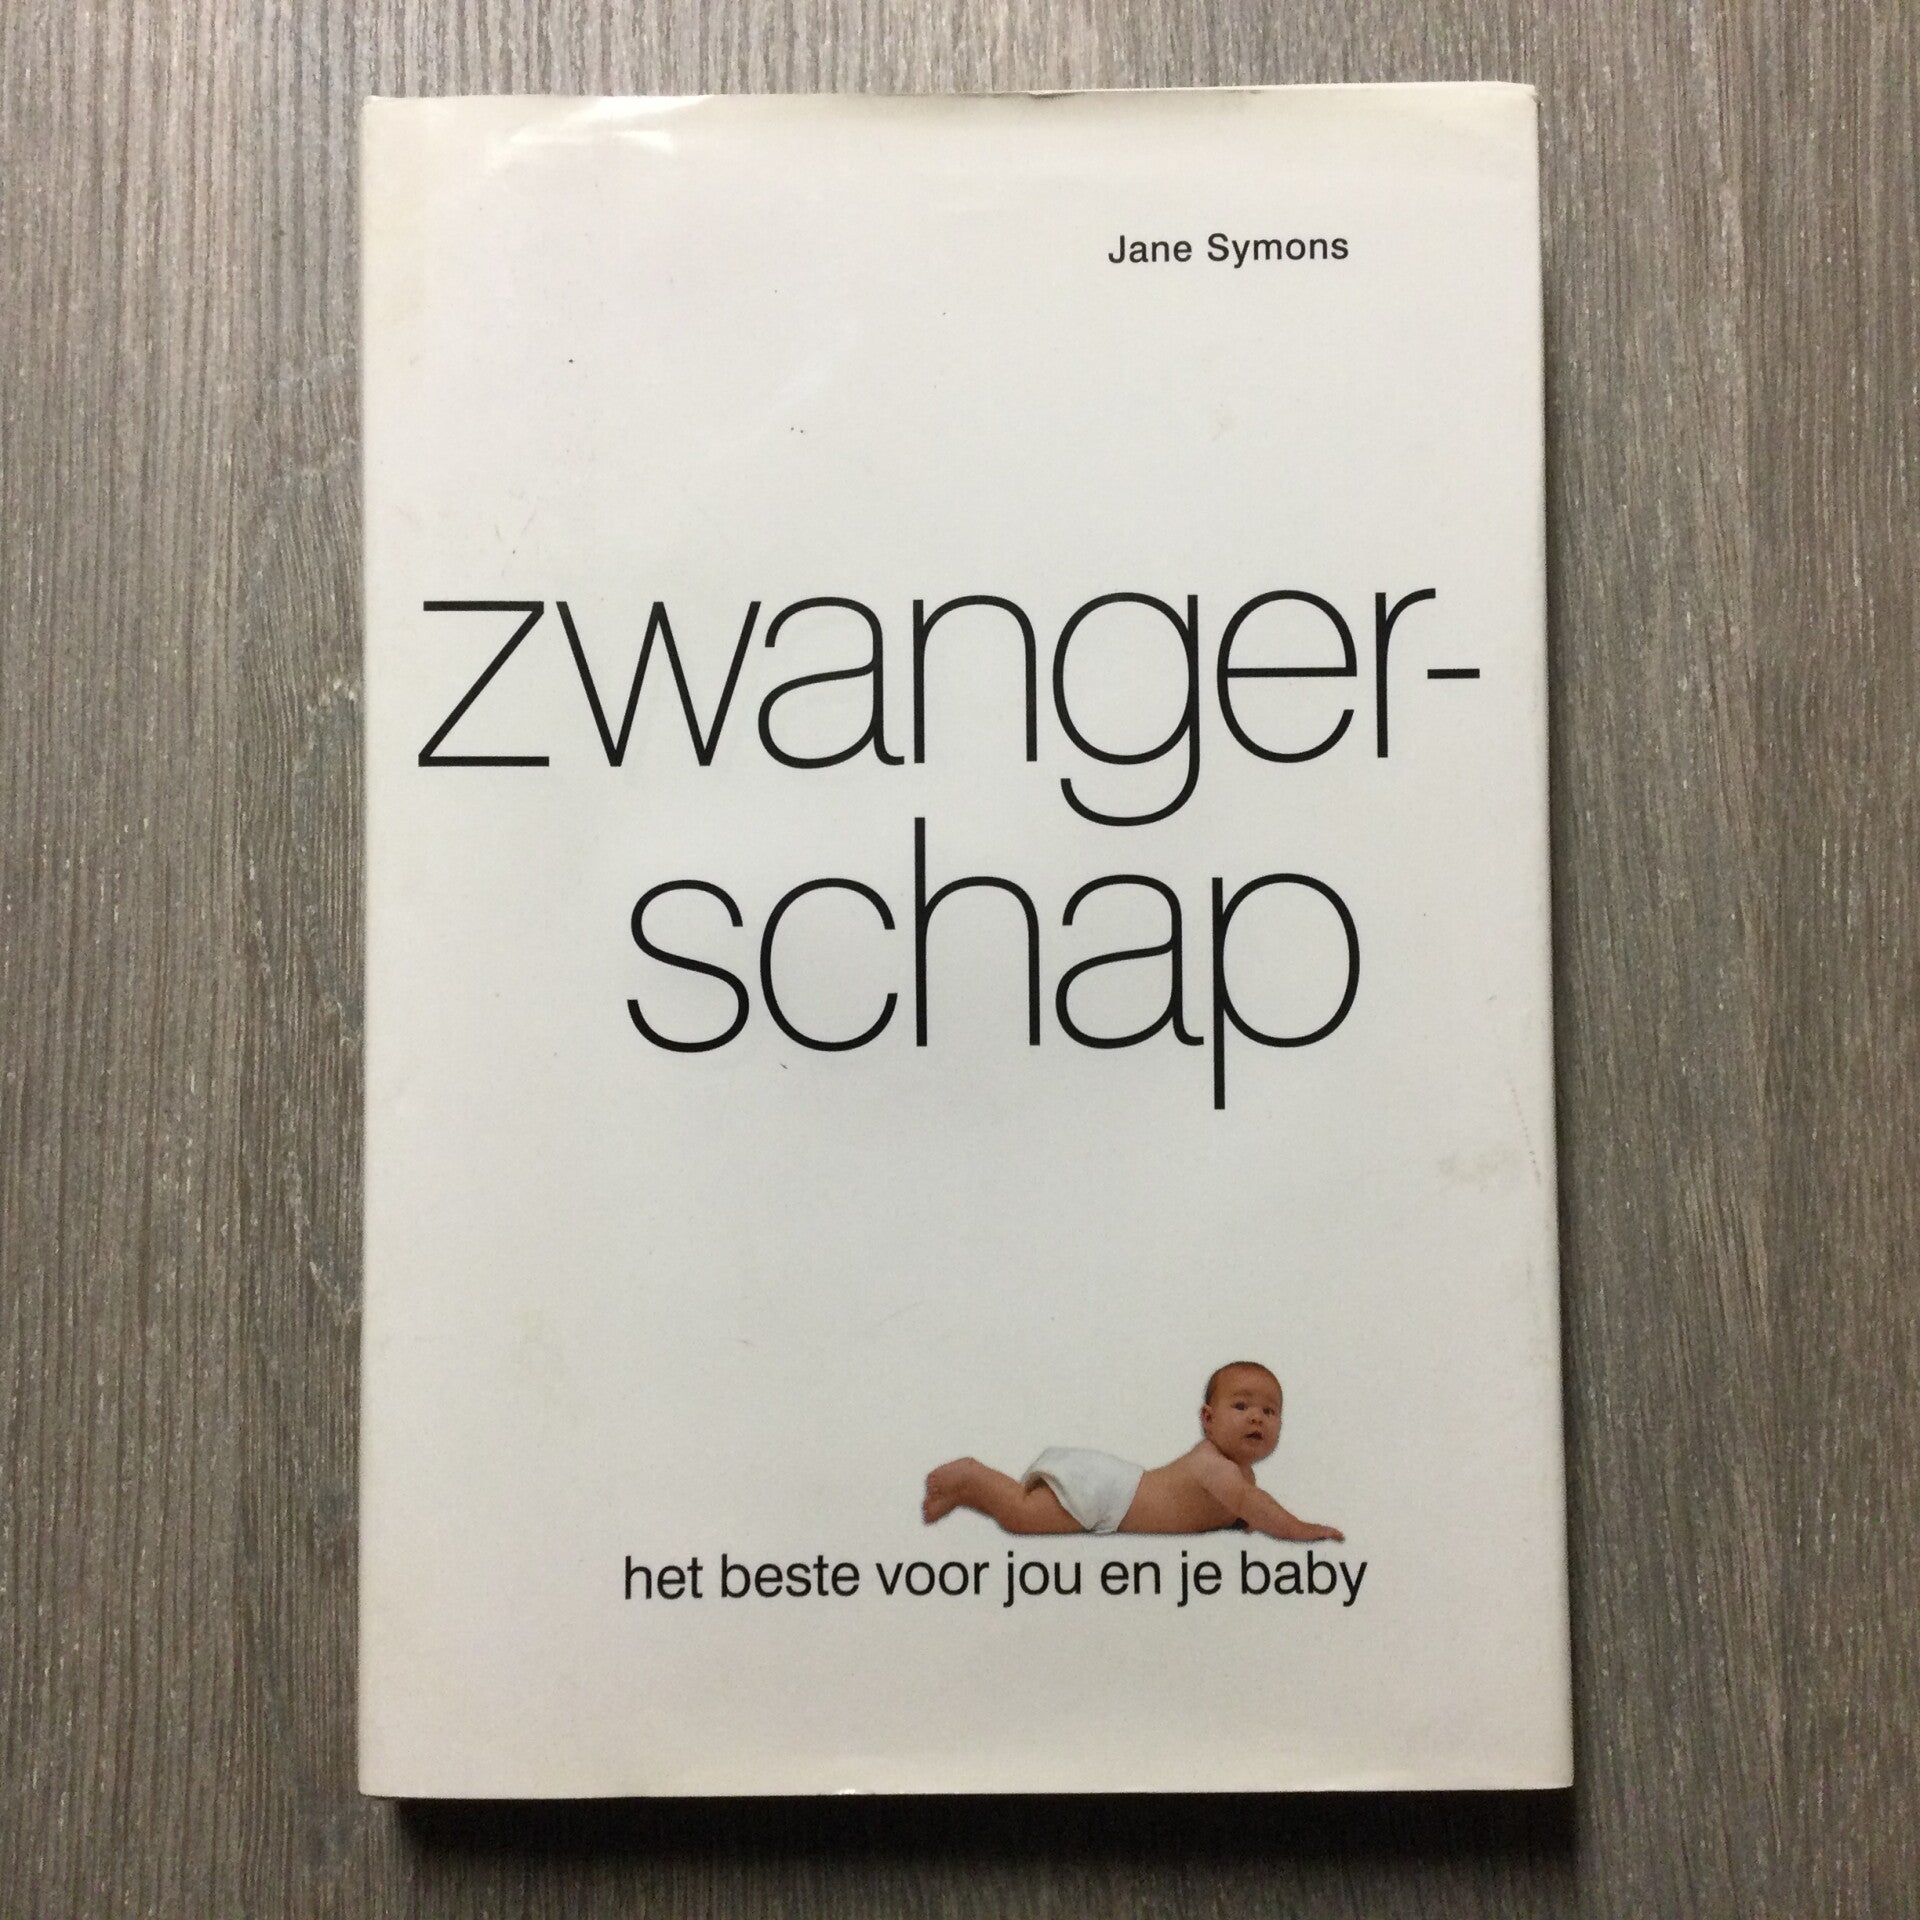 Jane Symons
zwanger-
schap
het beste voor jou en je baby